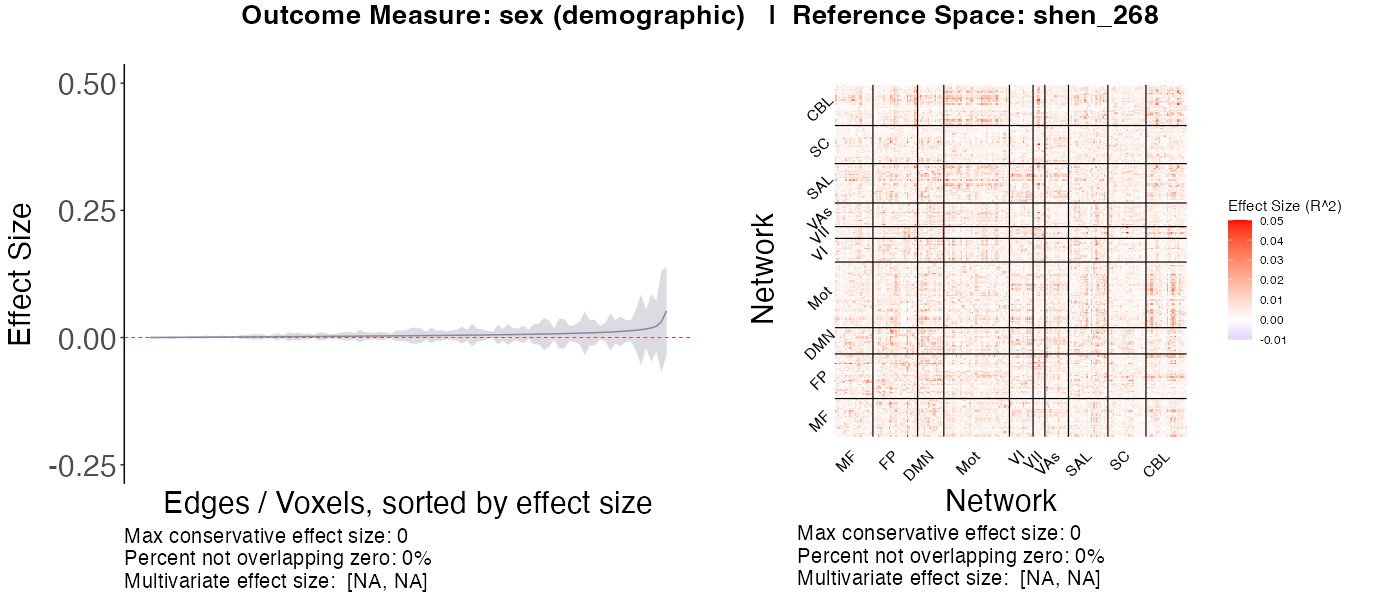 Outcome Measure: sex (demographic) | Reference Space: shen_268
0.50
0.25
0.00
-0.25
Effect Size
Edges / Voxels, sorted by effect size
Max conservative effect size: 0
Percent not overlapping zero: 0%
Multivariate effect size: [NA, NA]
Network
CBL
SC
SAL
VAs
VII
VI
Mot
DMN
FP
MF
MF
FP
DMN
Mot
VI
VII
VAs
SAL
SC
CBL
Network
Max conservative effect size: 0
Percent not overlapping zero: 0%
Multivariate effect size: [NA, NA]
Effect Size (R^2)
0.05
0.04
0.03
0.02
0.01
0.00
-0.01